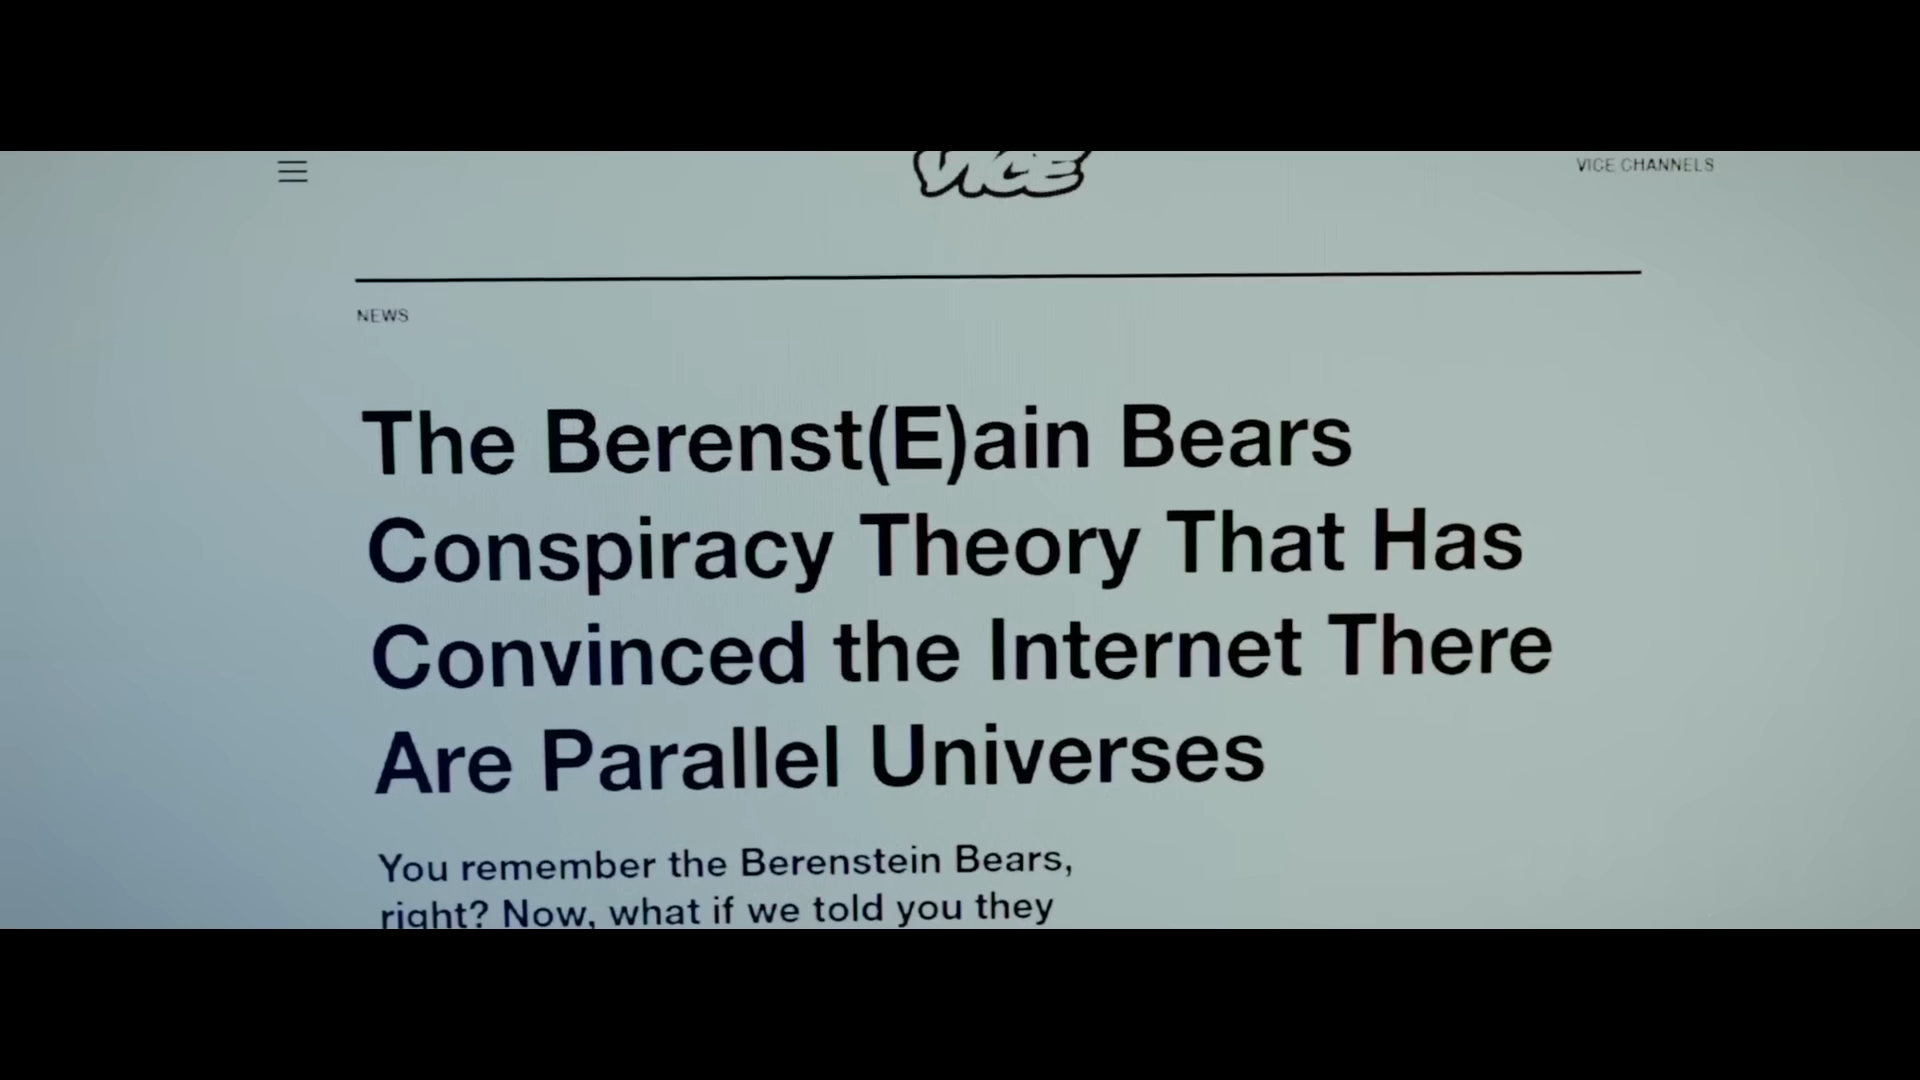 VICE
VICE CHANNELS
NEWS
The Berenst(E)ain Bears
Conspiracy Theory That Has
Convinced the Internet There
Are Parallel Universes
You remember the Berenstein Bears,
right? Now, what if we told you they